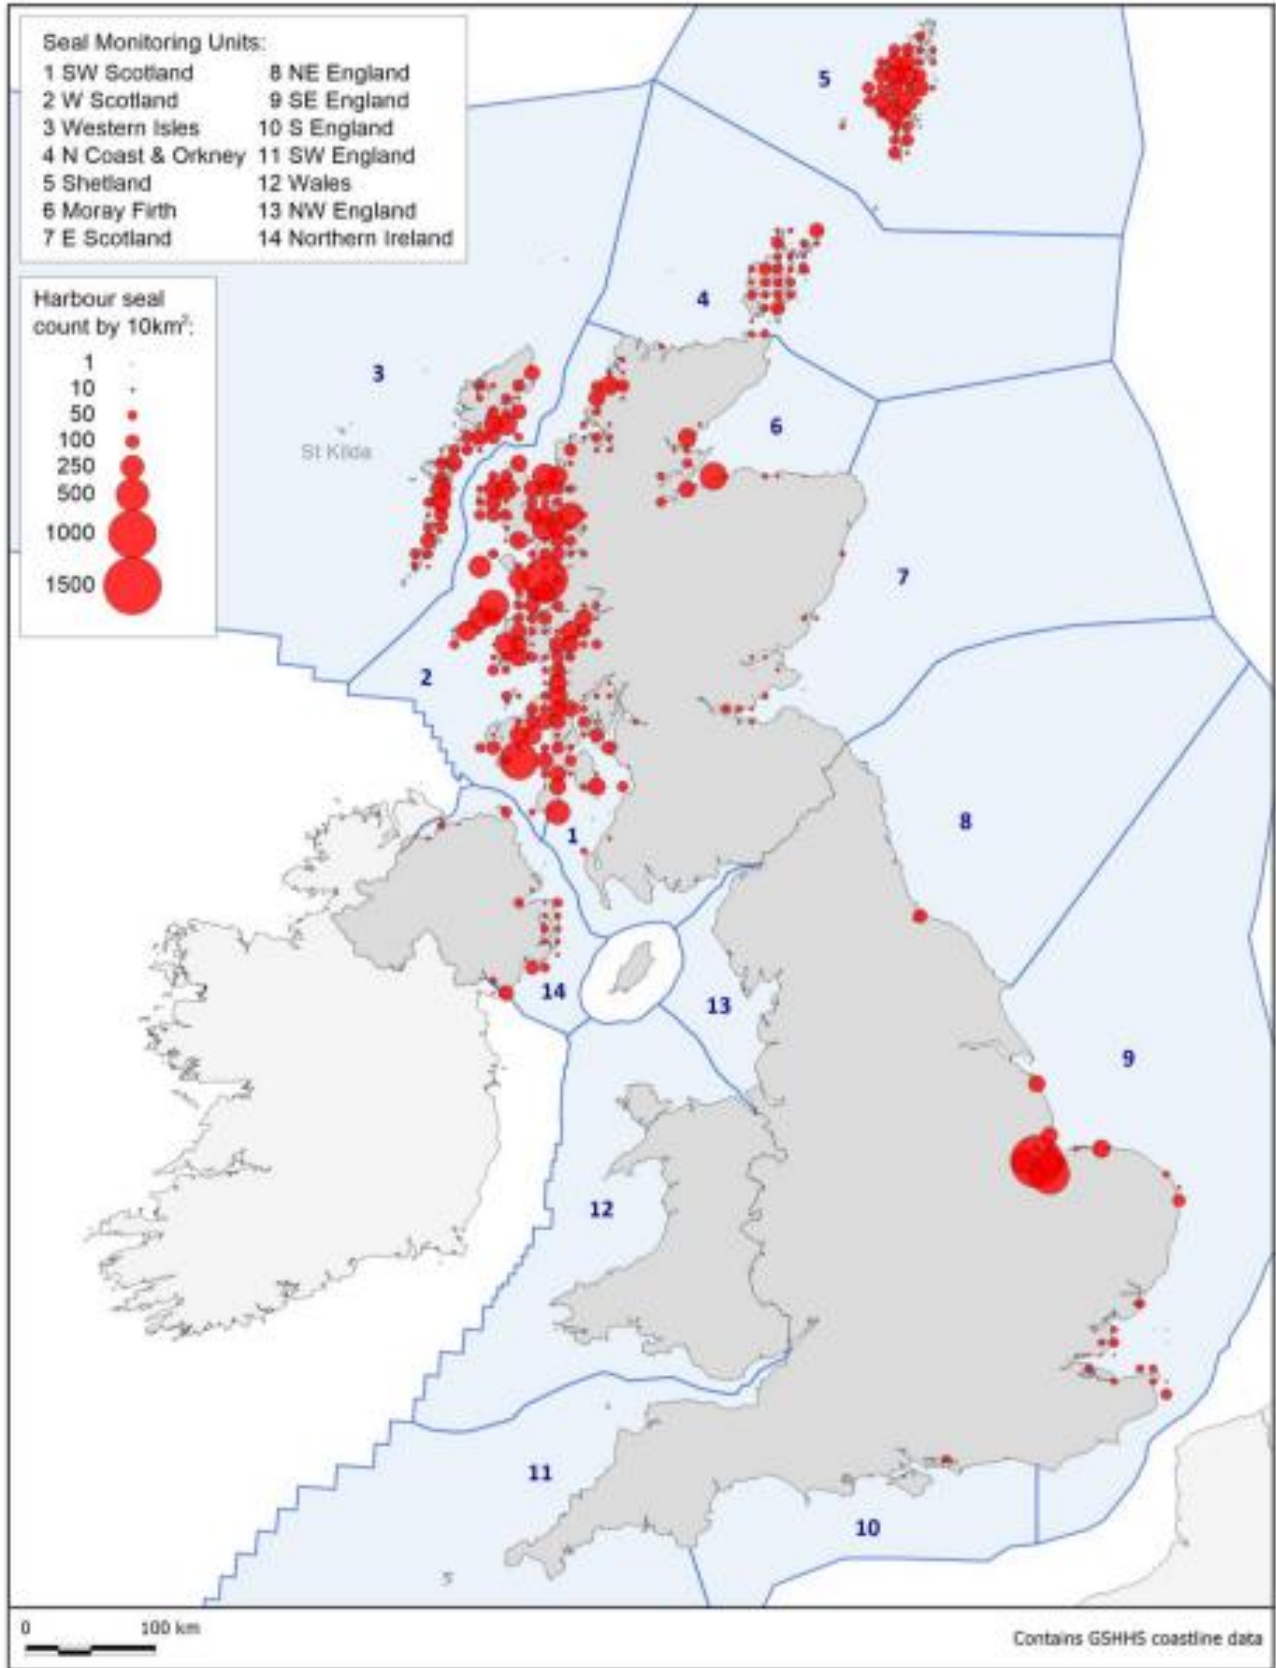 Seal Monitoring Units:
1 SW Scotland 8 NE England
2 W Scotland 9 SE England
3 Western Isles 10 S England
4 N Coast & Orkney 11 SW England
5 Shetland 12 Wales
6 Moray Firth 13 NW England
7 E Scotland 14 Northern Ireland
Harbour seal
count by 10km²:
1
10
50
100
250
500
1000
1500
5
4
3
St Kilda
6
7
2
8
1
14
13
9
12
11
10
0 100 km
Contains GSHHS coastline data